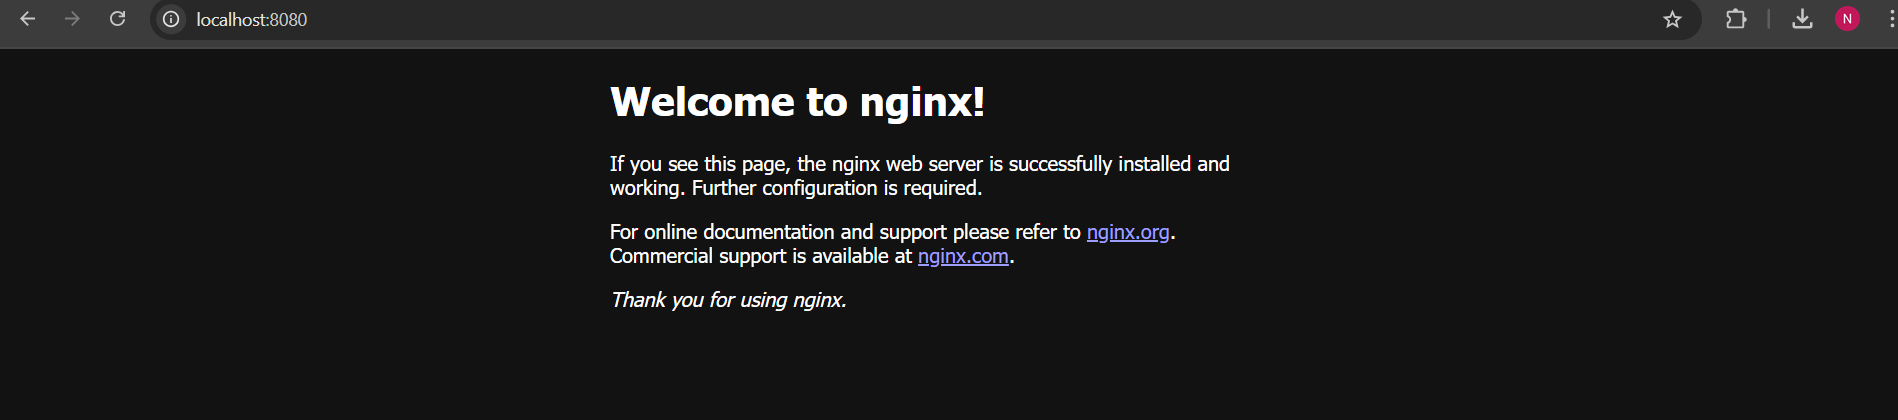 localhost:8080
N
Welcome to nginx!
If you see this page, the nginx web server is successfully installed and
working. Further configuration is required.
For online documentation and support please refer to nginx.org.
Commercial support is available at nginx.com.
Thank you for using nginx.